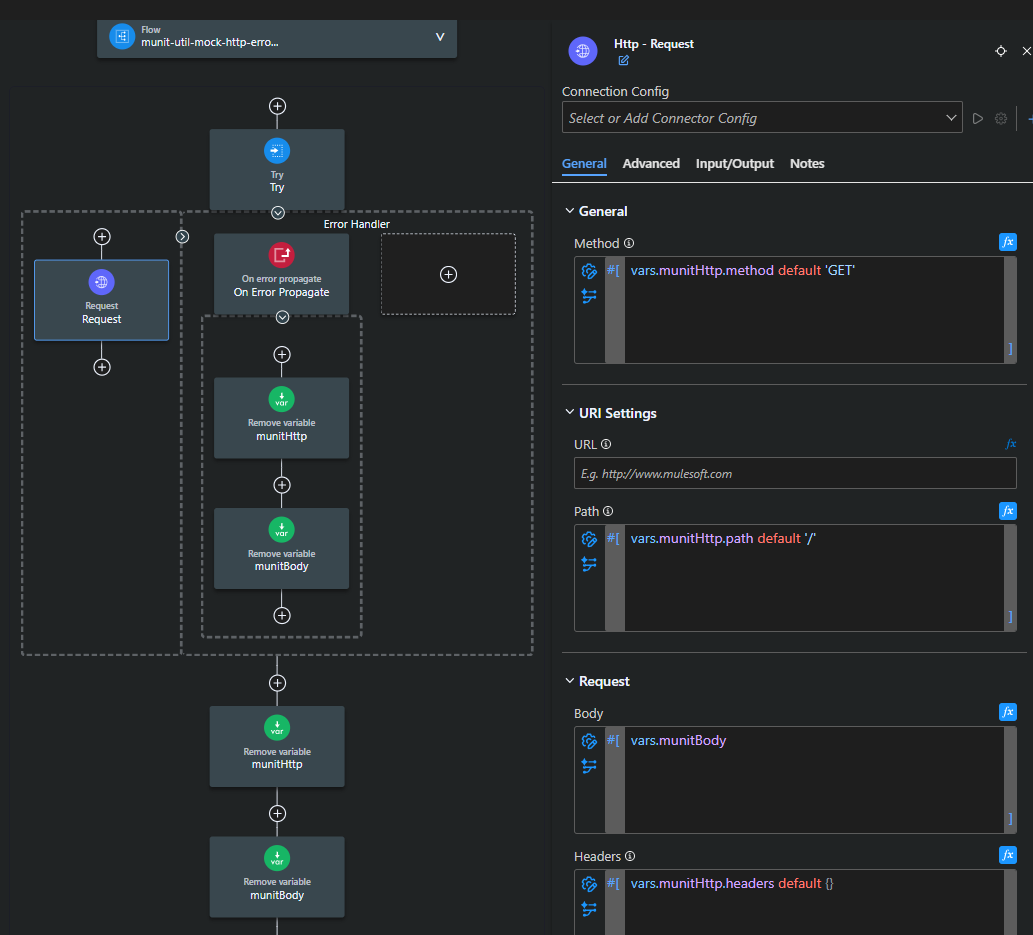 Flow
munit-util-mock-http-erro...
V
Try
Try
Error Handler
Request
Request
On error propagate
On Error Propagate
var
Remove variable
munitHttp
var
Remove variable
munitBody
var
Remove variable
munitHttp
var
Remove variable
munitBody
Http - Request
Connection Config
Select or Add Connector Config
General Advanced Input/Output Notes
General
Method
fx
#[ vars.munitHttp.method default 'GET'
]
URI Settings
URL
fx
E.g. http://www.mulesoft.com
Path
fx
#[ vars.munitHttp.path default '/'
]
Request
Body
fx
#[ vars.munitBody
]
Headers
fx
#[ vars.munitHttp.headers default {}